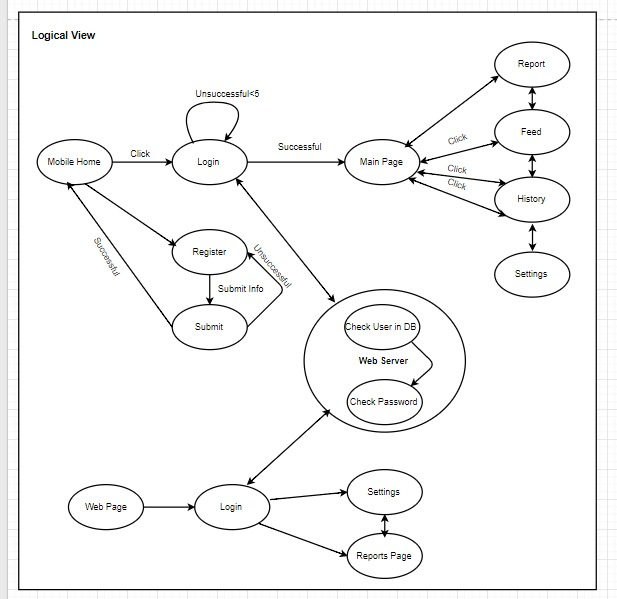 Logical View
Report
Unsuccessful<5
Feed
Click
Successful
Click
Mobile Home
Login
Main Page
Click
Click
History
Successful
Register
Unsuccessful
Settings
Submit Info
Submit
Check User in DB
Web Server
Check Password
Settings
Web Page
Login
Reports Page